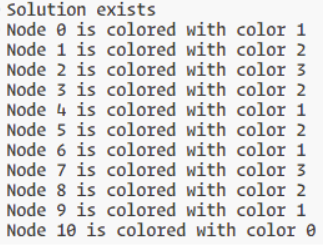 Solution exists
Node 0 is colored with color 1
Node 1 is colored with color 2
Node 2 is colored with color 3
Node 3 is colored with color 2
Node 4 is colored with color 1
Node 5 is colored with color 2
Node 6 is colored with color 1
Node 7 is colored with color 3
Node 8 is colored with color 2
Node 9 is colored with color 1
Node 10 is colored with color 0